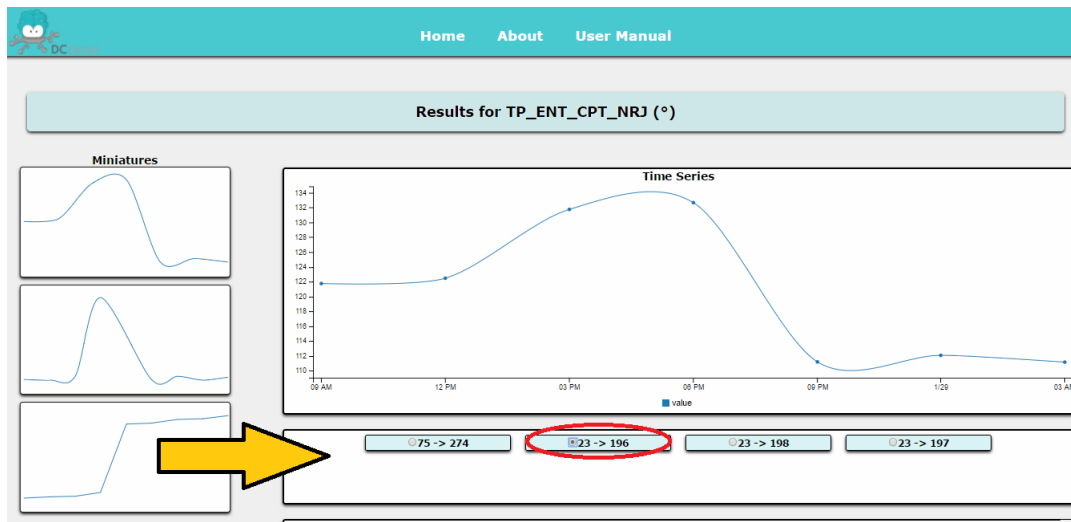 DC
Home About User Manual
Results for TP_ENT_CPT_NRJ (°)
Miniatures
Time Series
134
132
130
128
126
124
122
120
118
116
114
112
110
09 AM 12 PM 03 PM 06 PM 09 PM 1/29 03 AM
value
75 -> 274 23 -> 196 23 -> 198 23 -> 197